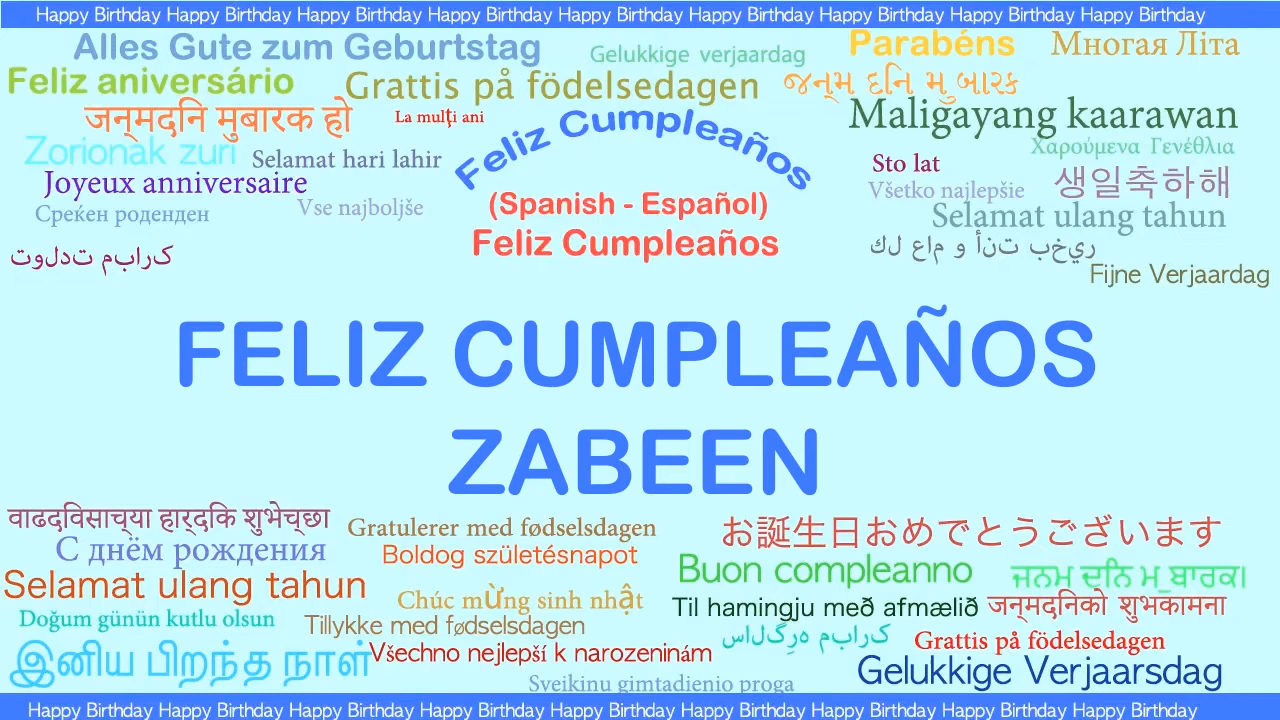 Happy Birthday Happy Birthday Happy Birthday Happy Birthday Happy Birthday Happy Birthday Happy Birthday Happy Birthday Happy Birthday
Alles Gute zum Geburtstag
Gelukkige verjaardag
Parabéns
Многая Літа
Feliz aniversário
Grattis på födelsedagen
જન્મ દિન મુબારક
जन्मदिन मुबारक हो
La mulţi ani
Feliz Cumpleaños
Maligayang kaarawan
Zorionak zuri
Selamat hari lahir
Sto lat
Χαρούμενα Γενέθλια
Joyeux anniversaire
(Spanish - Español)
Všetko najlepšie
생일축하해
Среќен роденден
Vse najboljše
Feliz Cumpleaños
Selamat ulang tahun
تولدت مبارک
كل عام و أنت بخير
Fijne Verjaardag
FELIZ CUMPLEAÑOS
ZABEEN
वाढदिवसाच्या हार्दिक शुभेच्छा
Gratulerer med fødselsdagen
お誕生日おめでとうございます
С днём рождения
Boldog születésnapot
Buon compleanno
ਜਨਮ ਦਿਨ ਮੁਬਾਰਕ।
Selamat ulang tahun
Chúc mừng sinh nhật
Til hamingju með afmælið
जन्मदिनको शुभकामना
Doğum günün kutlu olsun
Tillykke med fødselsdagen
سالگرہ مبارک
Grattis på födelsedagen
இனிய பிறந்த நாள்
Všechno nejlepší k narozeninám
Gelukkige Verjaarsdag
Sveikinu gimtadienio proga
Happy Birthday Happy Birthday Happy Birthday Happy Birthday Happy Birthday Happy Birthday Happy Birthday Happy Birthday Happy Birthday